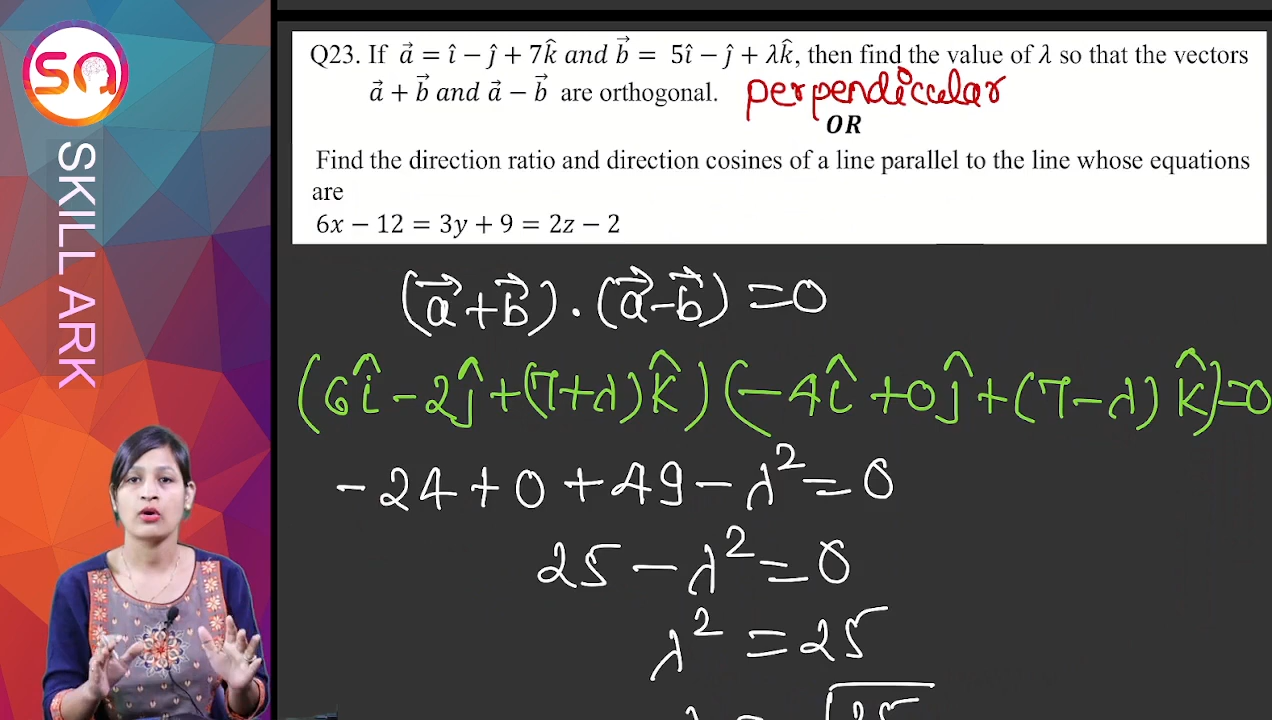 SA
SKILL ARK
Q23. If a⃗ = î − ĵ + 7k̂ and b⃗ = 5î − ĵ + λk̂, then find the value of λ so that the vectors
a⃗ + b⃗ and a⃗ − b⃗ are orthogonal. perpendicular
OR
Find the direction ratio and direction cosines of a line parallel to the line whose equations
are
6x − 12 = 3y + 9 = 2z − 2
(a⃗+b⃗).(a⃗-b⃗)=0
(6î-2ĵ+(7+λ)k̂)(-4î+0ĵ+(7-λ)k̂)=0
-24+0+49-λ²=0
25-λ²=0
λ²=25
λ=√25